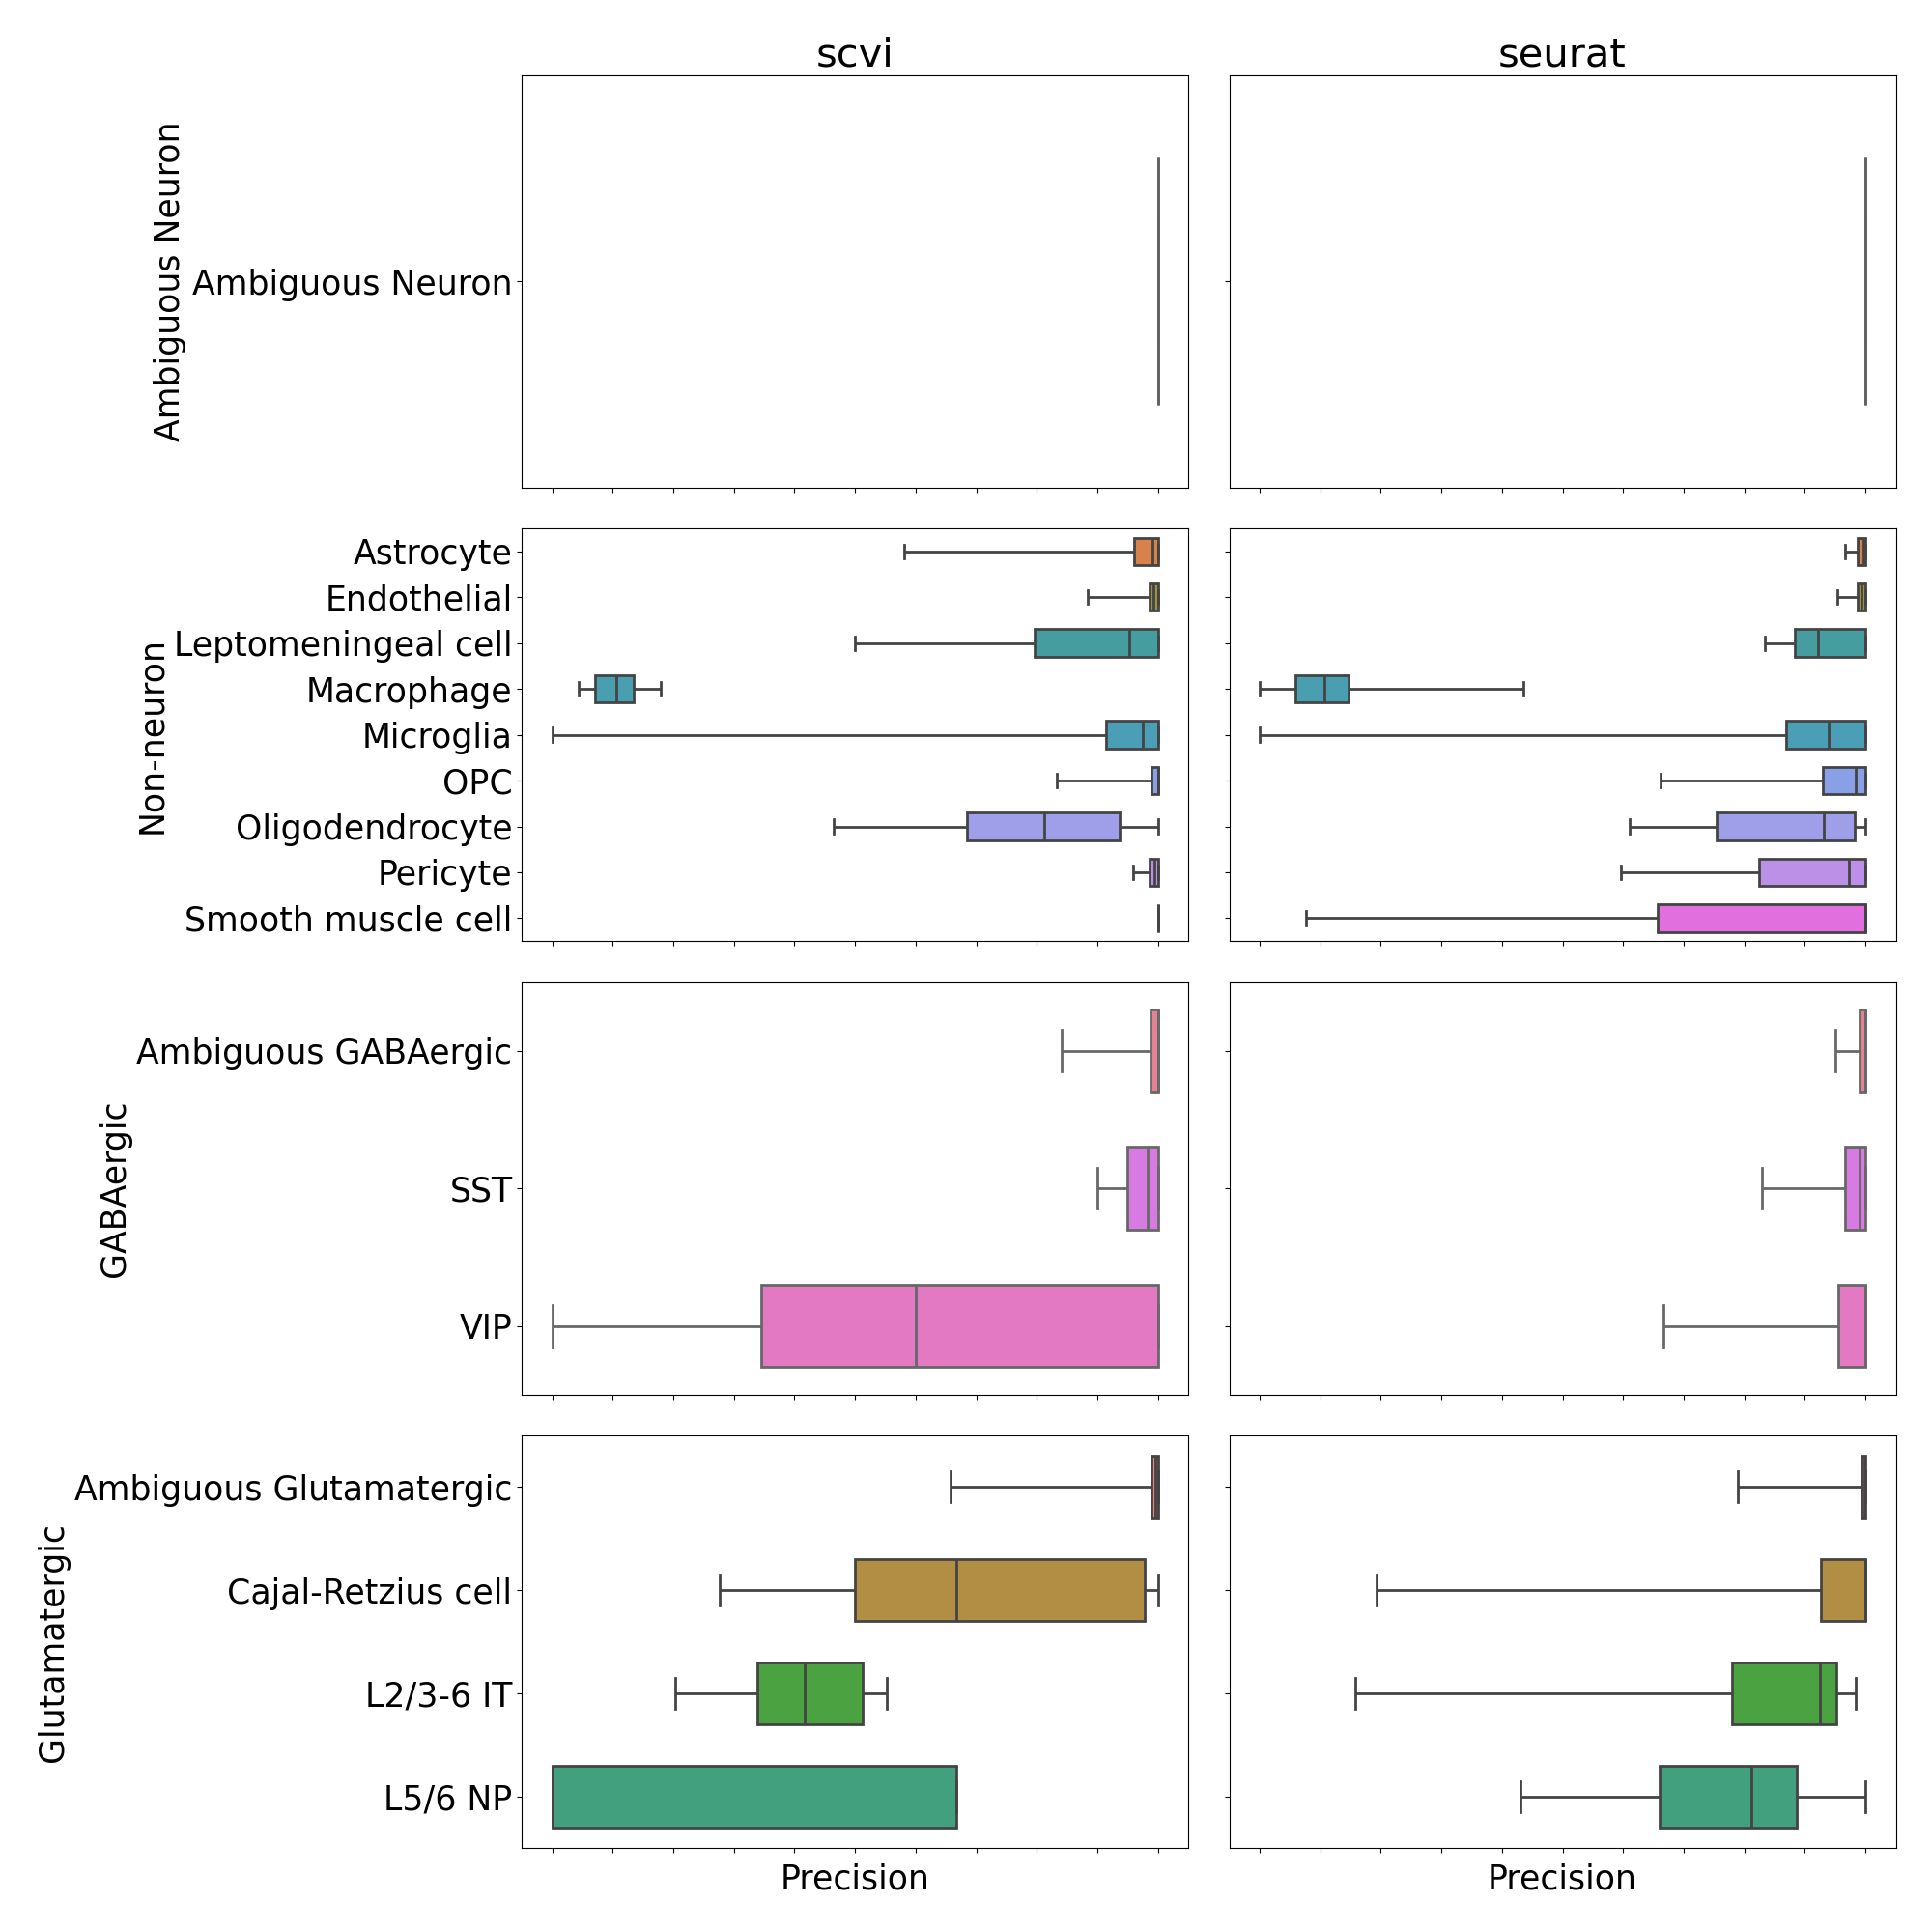 scvi
seurat
Ambiguous Neuron
Ambiguous Neuron
Non-neuron
Astrocyte
Endothelial
Leptomeningeal cell
Macrophage
Microglia
OPC
Oligodendrocyte
Pericyte
Smooth muscle cell
GABAergic
Ambiguous GABAergic
SST
VIP
Glutamatergic
Ambiguous Glutamatergic
Cajal-Retzius cell
L2/3-6 IT
L5/6 NP
Precision
Precision